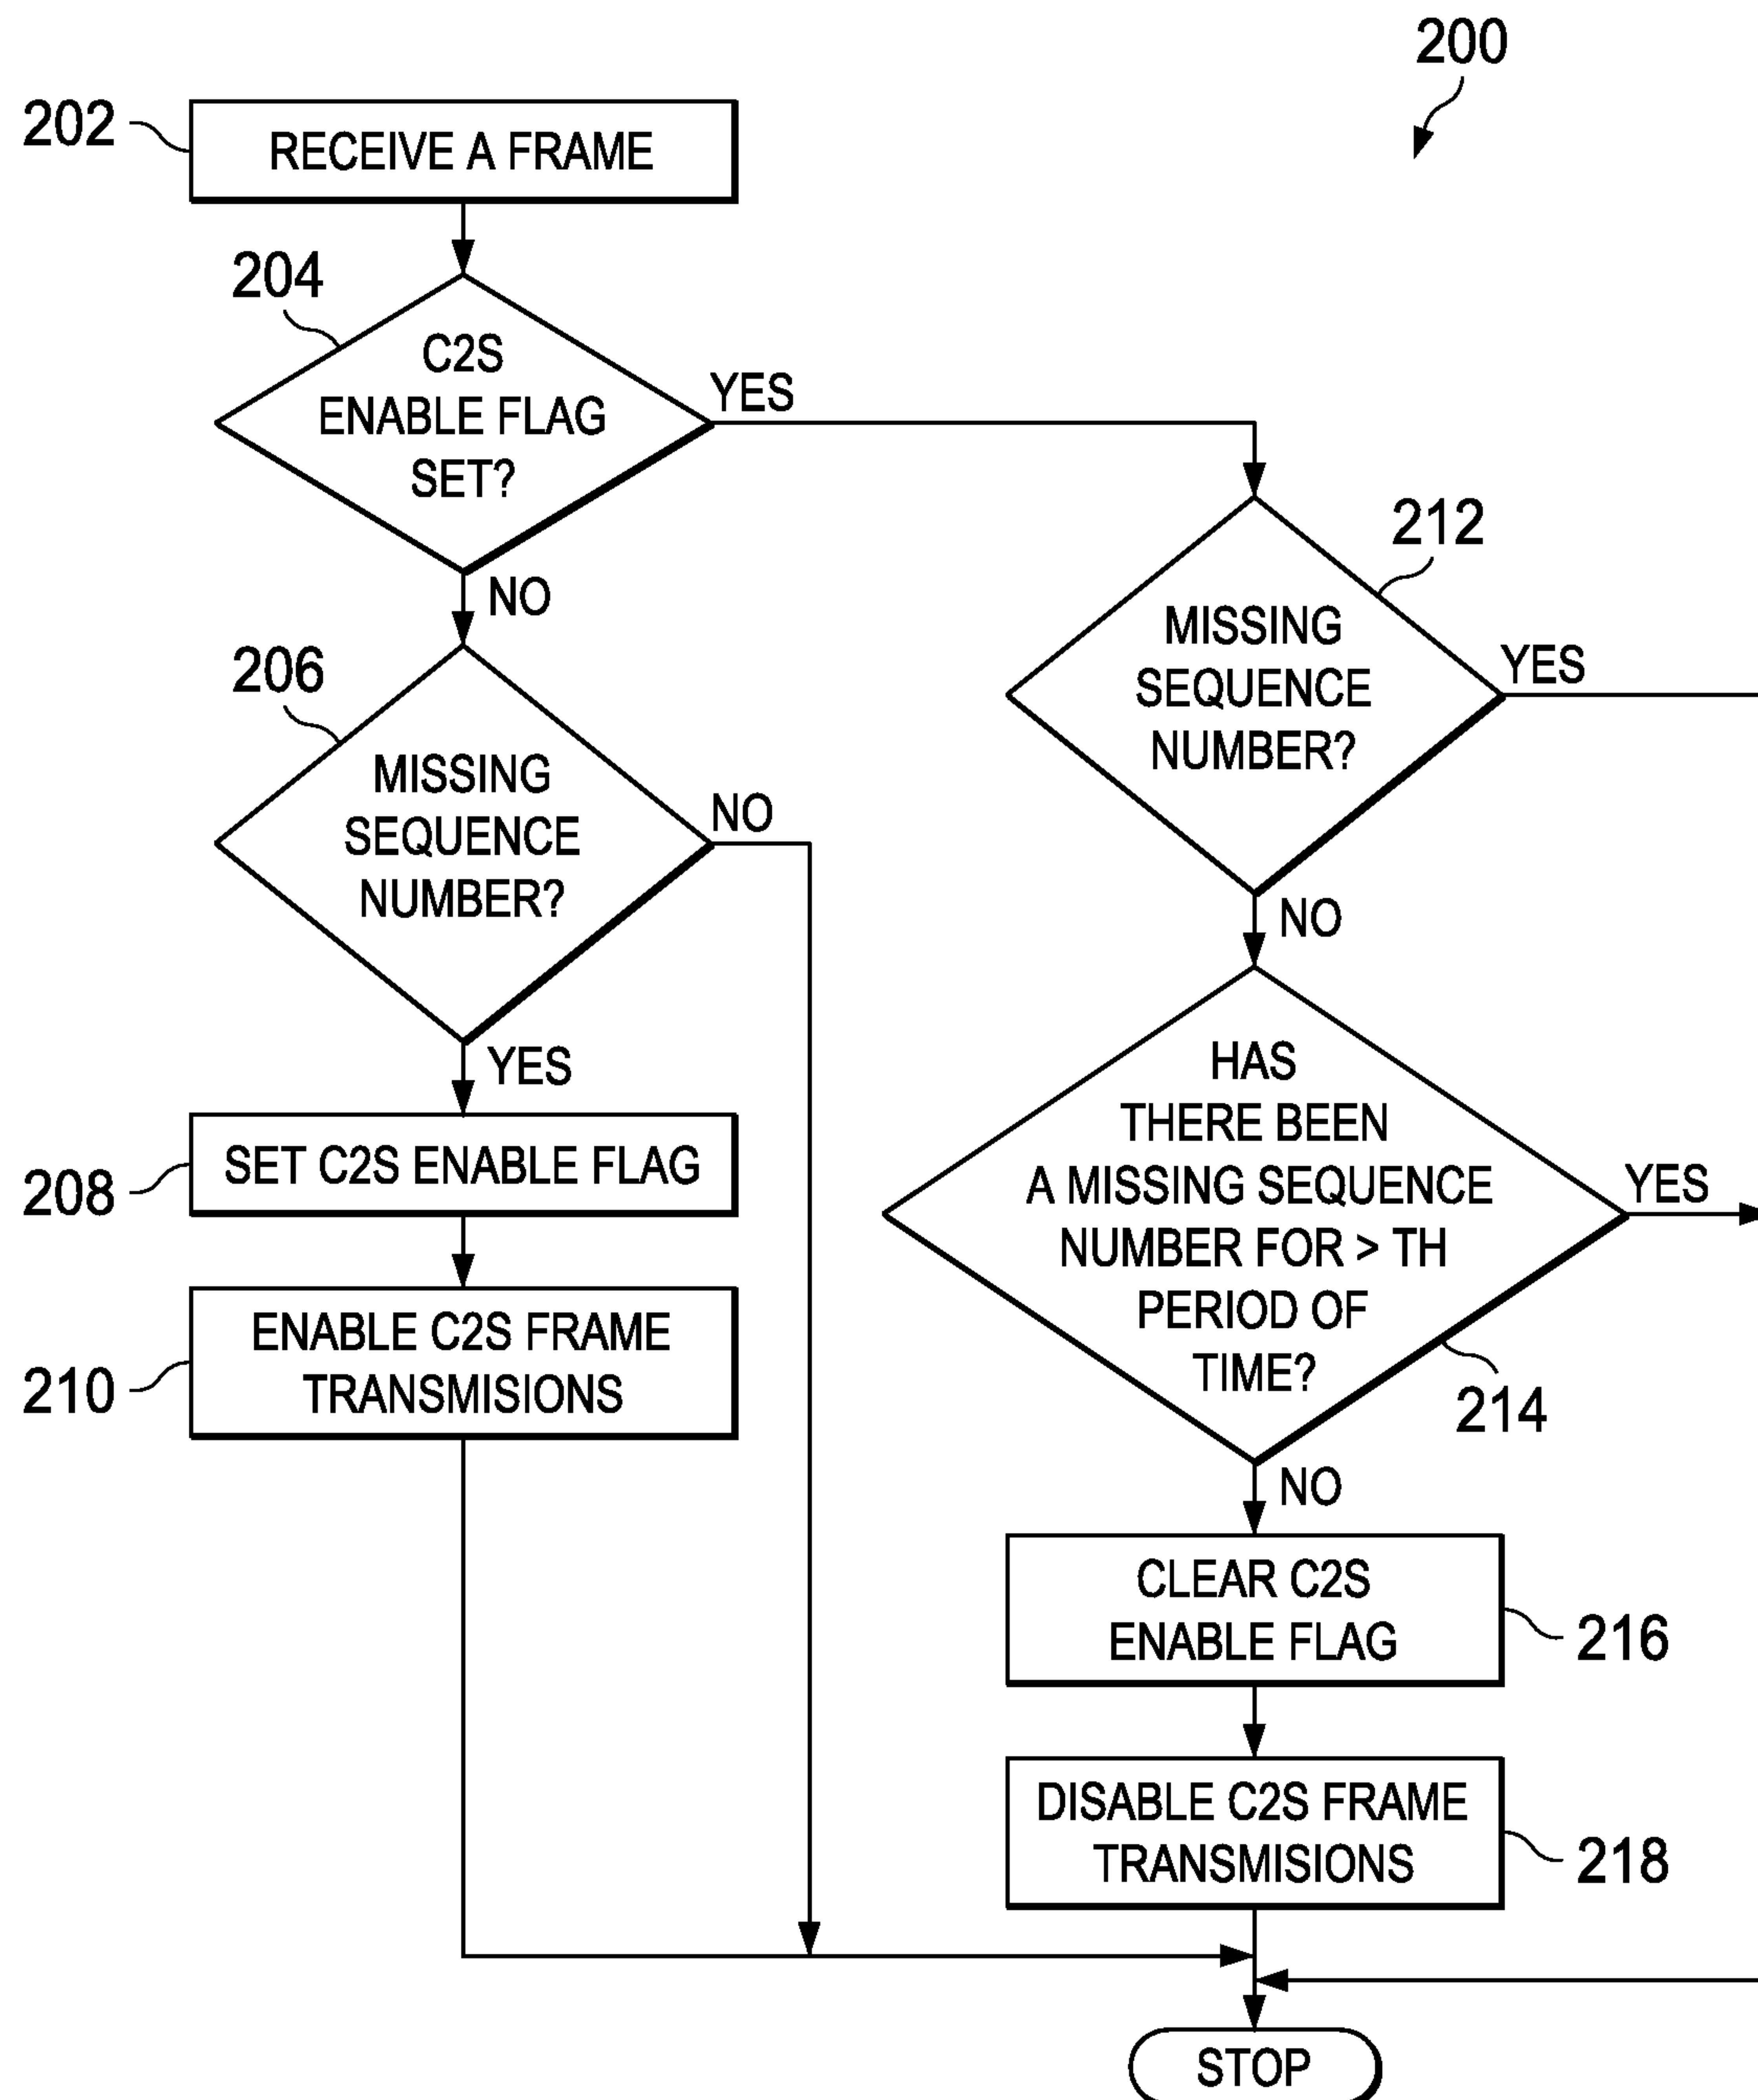 200
202
RECEIVE A FRAME
204
C2S
ENABLE FLAG
SET?
YES
NO
206
MISSING
SEQUENCE
NUMBER?
NO
YES
208
SET C2S ENABLE FLAG
210
ENABLE C2S FRAME
TRANSMISIONS
212
MISSING
SEQUENCE
NUMBER?
YES
NO
HAS
THERE BEEN
A MISSING SEQUENCE
NUMBER FOR > TH
PERIOD OF
TIME?
YES
214
NO
CLEAR C2S
ENABLE FLAG
216
DISABLE C2S FRAME
TRANSMISIONS
218
STOP